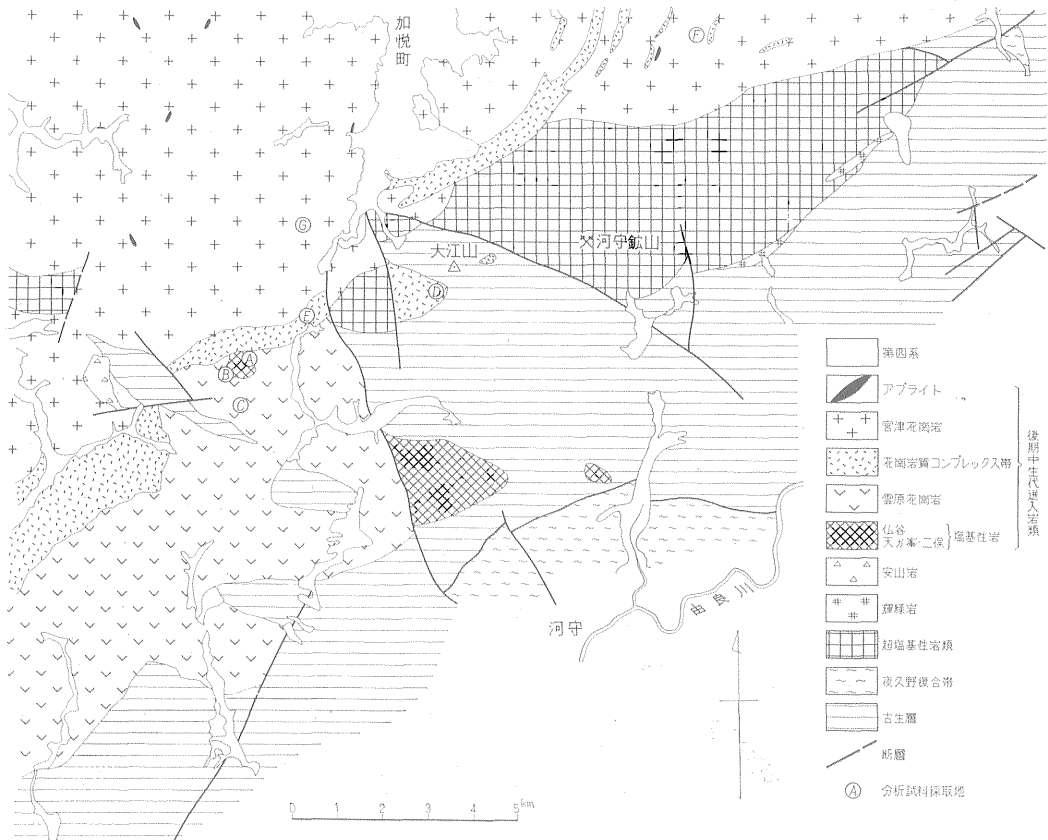 加悦町
F
G
大江山
河守鉱山
D
E
A
B
C
河守
由良川
0 1 2 3 4 5km
第四系
アプライト
宮津花崗岩
花崗岩質コンプレックス帯
雲原花崗岩
仏谷
天ガ峯・二俣
塩基性岩
後期中生代迸入岩類
安山岩
輝緑岩
超塩基性岩類
夜久野複合帯
古生層
断層
A 分析試料採取地